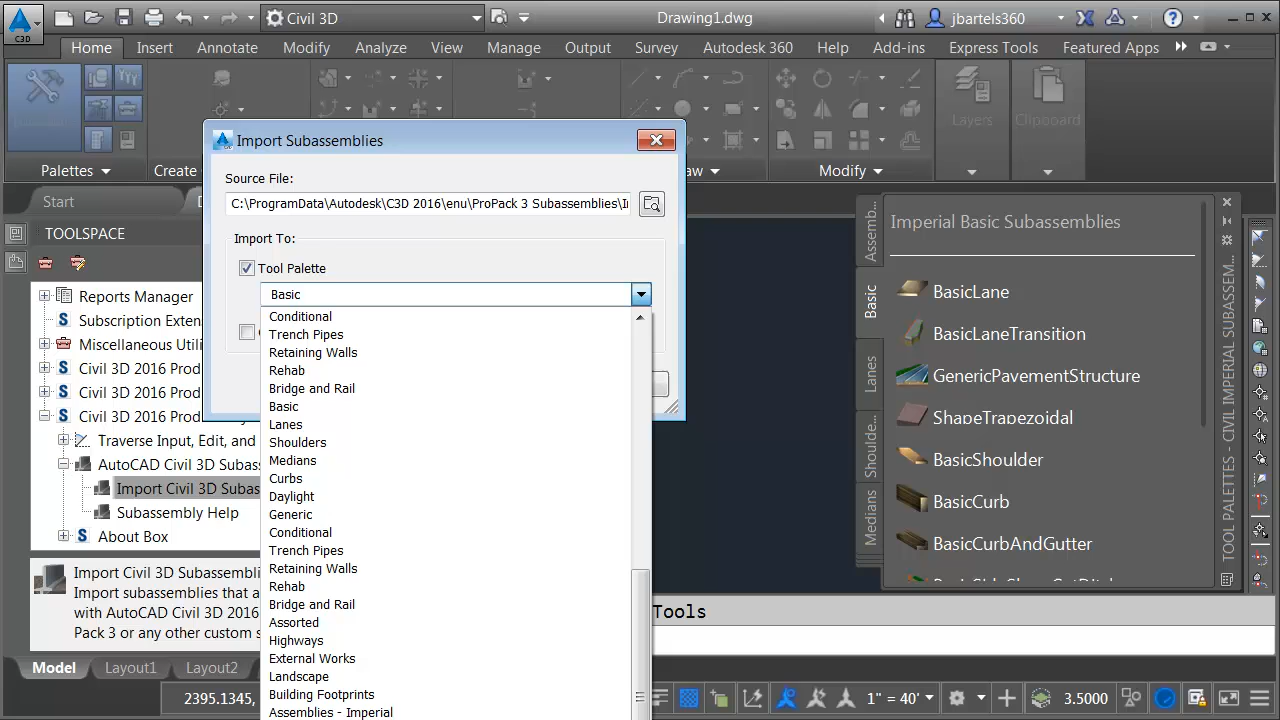 C3D
Civil 3D
Drawing1.dwg
jbartels360
Home Insert Annotate Modify Analyze View Manage Output Survey Autodesk 360 Help Add-ins Express Tools Featured Apps
Layers
Clipboard
Palettes
Create
Modify
Import Subassemblies
Start
Source File:
C:\ProgramData\Autodesk\C3D 2016\enu\ProPack 3 Subassemblies\
Import To:
Tool Palette
Basic
Conditional
Trench Pipes
Retaining Walls
Rehab
Bridge and Rail
Basic
Lanes
Shoulders
Medians
Curbs
Daylight
Generic
Conditional
Trench Pipes
Retaining Walls
Rehab
Bridge and Rail
Assorted
Highways
External Works
Landscape
Building Footprints
Assemblies - Imperial
TOOLSPACE
Reports Manager
Subscription Exten
Miscellaneous Utili
Civil 3D 2016 Prod
Civil 3D 2016 Prod
Civil 3D 2016 Prod
Traverse Input, Edit, and
AutoCAD Civil 3D Subas
Import Civil 3D Subas
Subassembly Help
About Box
Import Civil 3D Subassembli
Import subassemblies that a
with AutoCAD Civil 3D 2016
Pack 3 or any other custom s
Assemb...
Basic
Lanes
Shoulde...
Medians
Imperial Basic Subassemblies
BasicLane
BasicLaneTransition
GenericPavementStructure
ShapeTrapezoidal
BasicShoulder
BasicCurb
BasicCurbAndGutter
TOOL PALETTES - CIVIL IMPERIAL SUBASSEM...
Tools
Model Layout1 Layout2
2395.1345,
1" = 40'
3.5000